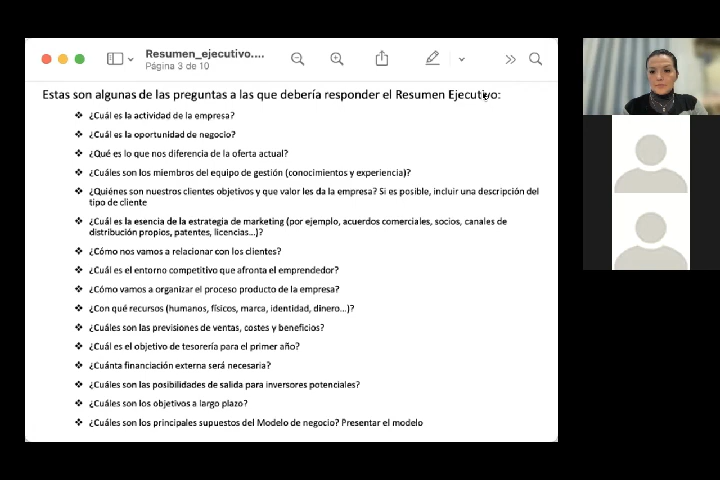 Resumen_ejecutivo....
Página 3 de 10
Estas son algunas de las preguntas a las que debería responder el Resumen Ejecutivo:
❖ ¿Cuál es la actividad de la empresa?
❖ ¿Cuál es la oportunidad de negocio?
❖ ¿Qué es lo que nos diferencia de la oferta actual?
❖ ¿Cuáles son los miembros del equipo de gestión (conocimientos y experiencia)?
❖ ¿Quiénes son nuestros clientes objetivos y que valor les da la empresa? Si es posible, incluir una descripción del
tipo de cliente
❖ ¿Cuál es la esencia de la estrategia de marketing (por ejemplo, acuerdos comerciales, socios, canales de
distribución propios, patentes, licencias...)?
❖ ¿Cómo nos vamos a relacionar con los clientes?
❖ ¿Cuál es el entorno competitivo que afronta el emprendedor?
❖ ¿Cómo vamos a organizar el proceso producto de la empresa?
❖ ¿Con qué recursos (humanos, físicos, marca, identidad, dinero...)?
❖ ¿Cuáles son las previsiones de ventas, costes y beneficios?
❖ ¿Cuál es el objetivo de tesorería para el primer año?
❖ ¿Cuánta financiación externa será necesaria?
❖ ¿Cuáles son las posibilidades de salida para inversores potenciales?
❖ ¿Cuáles son los objetivos a largo plazo?
❖ ¿Cuáles son los principales supuestos del Modelo de negocio? Presentar el modelo